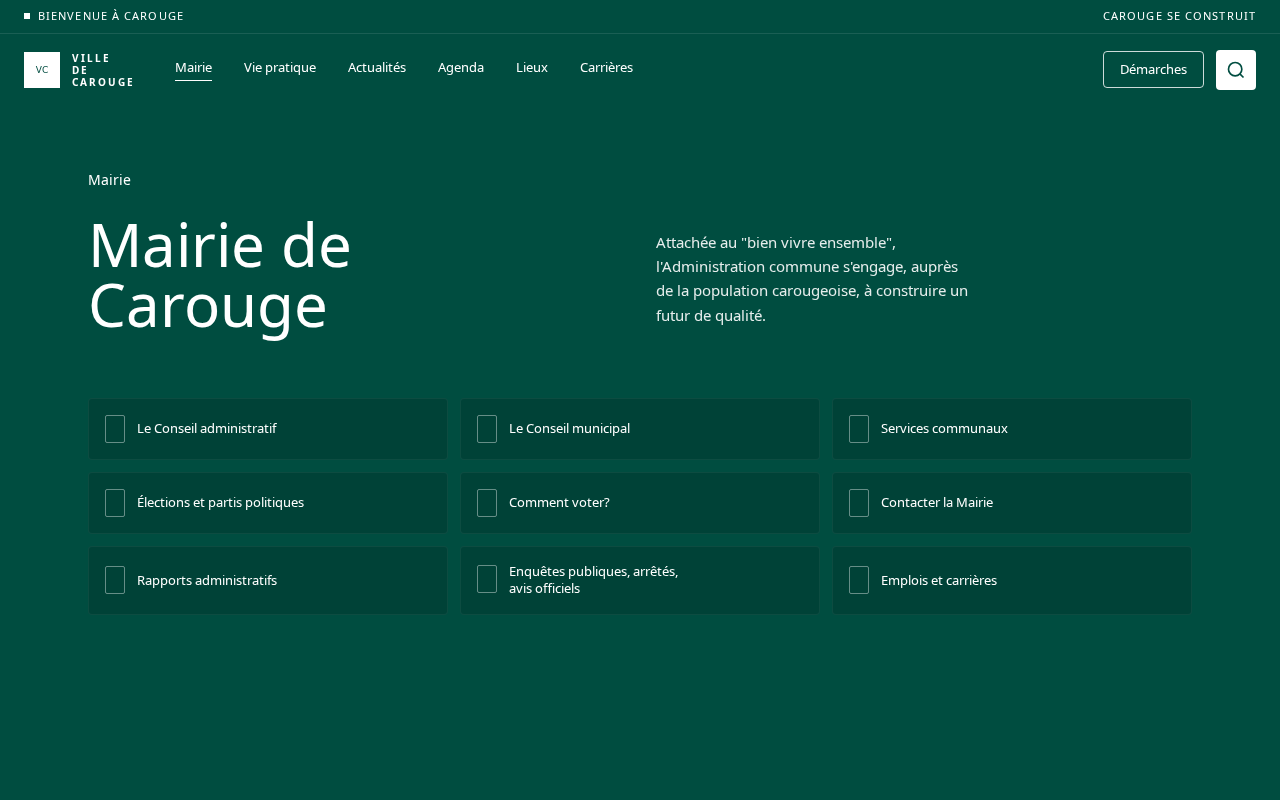 BIENVENUE À CAROUGE
CAROUGE SE CONSTRUIT
VC
VILLE
DE
CAROUGE
Mairie
Vie pratique
Actualités
Agenda
Lieux
Carrières
Démarches
Mairie
Mairie de
Carouge
Attachée au "bien vivre ensemble",
l'Administration commune s'engage, auprès
de la population carougeoise, à construire un
futur de qualité.
Le Conseil administratif
Le Conseil municipal
Services communaux
Élections et partis politiques
Comment voter?
Contacter la Mairie
Rapports administratifs
Enquêtes publiques, arrêtés,
avis officiels
Emplois et carrières